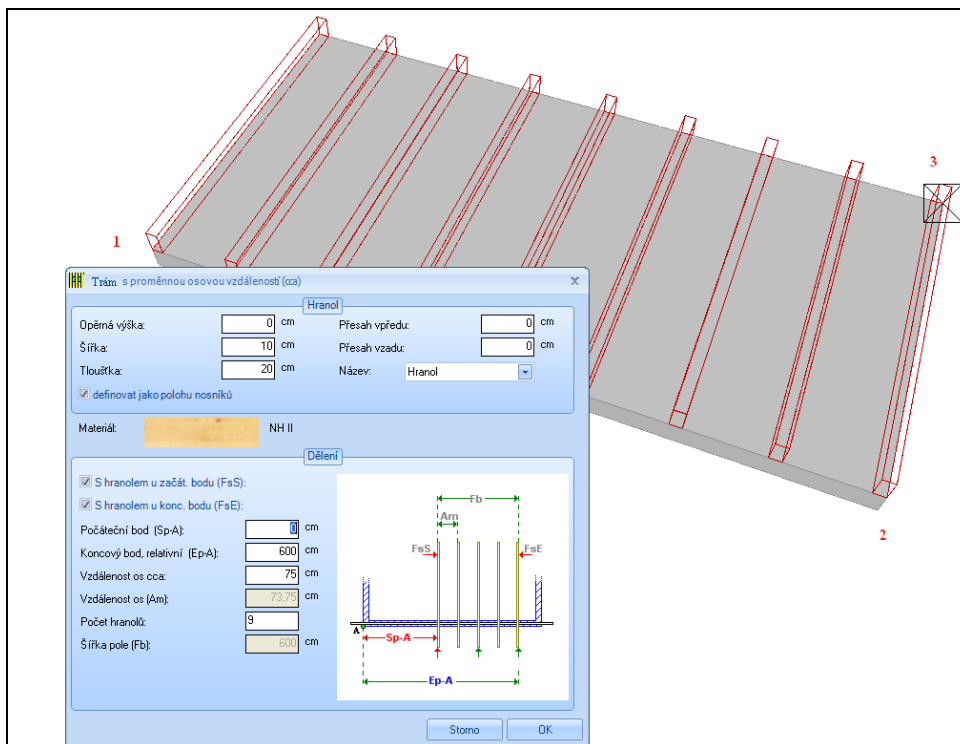 3
1
Trám s proměnnou osovou vzdáleností (cca)
Hranol
Opěrná výška: 0 cm Přesah vpředu: 0 cm
Šířka: 10 cm Přesah vzadu: 0 cm
Tloušťka: 20 cm Název: Hranol
definovat jako polohu nosníků
Materiál: NH II
Dělení
S hranolem u začát. bodu (FsS):
S hranolem u konc. bodu (FsE):
Počáteční bod (Sp-A): 0 cm
Koncový bod, relativní (Ep-A): 600 cm
Vzdálenost os cca: 75 cm
Vzdálenost os (Am): 73,75 cm
Počet hranolů: 9
Šířka pole (Fb): 600 cm
Fb
Am
FsS FsE
A
Sp-A
Ep-A
2
Storno OK